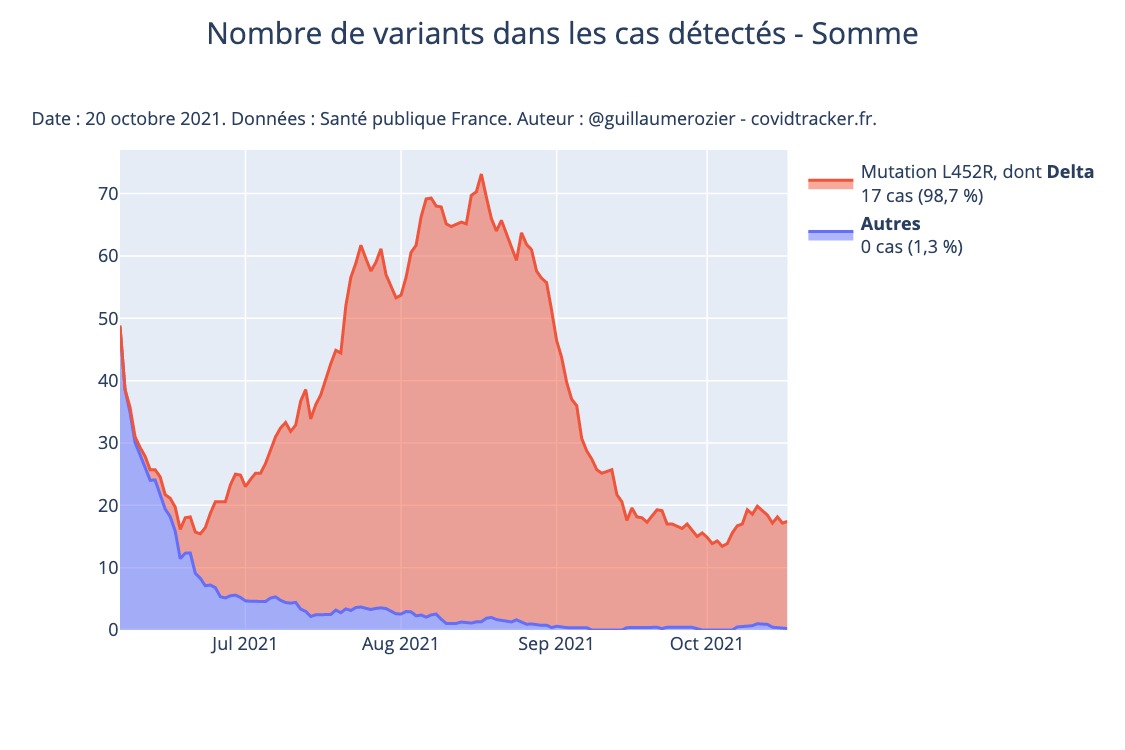 Nombre de variants dans les cas détectés - Somme
Date : 20 octobre 2021. Données : Santé publique France. Auteur : @guillaumerozier - covidtracker.fr.
Mutation L452R, dont Delta
17 cas (98,7 %)
Autres
0 cas (1,3 %)
70
60
50
40
30
20
10
0
Jul 2021
Aug 2021
Sep 2021
Oct 2021